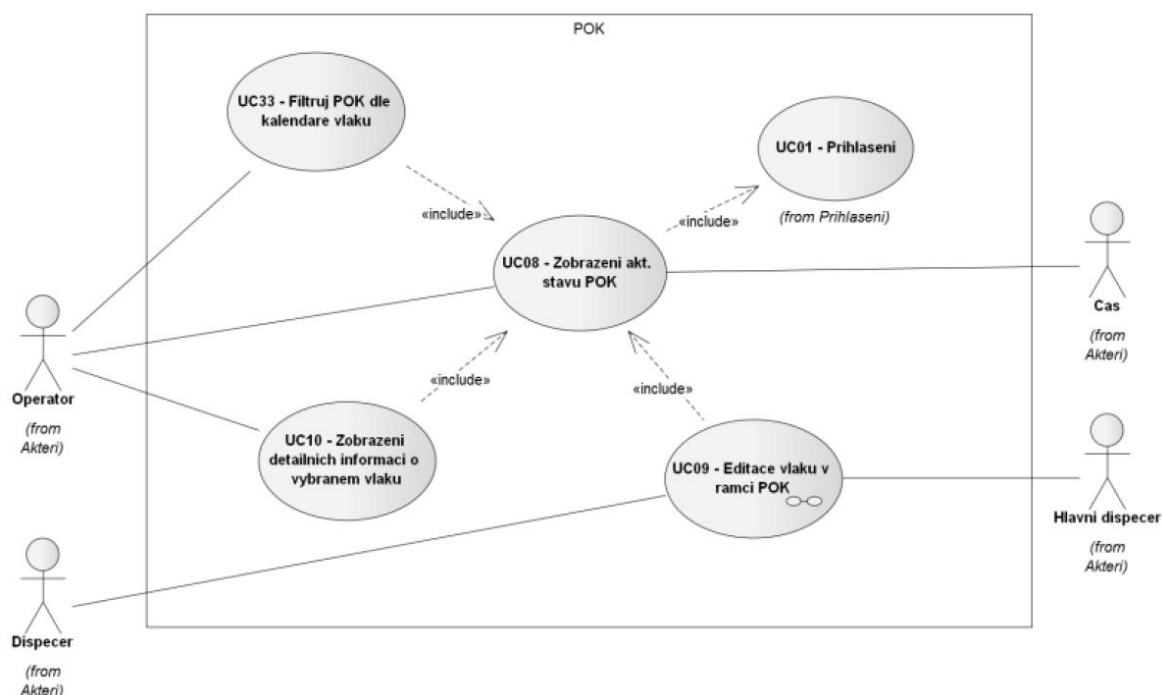 POK
UC33 - Filtruj POK dle
kalendare vlaku
UC01 - Prihlaseni
(from Prihlaseni)
«include»
«include»
UC08 - Zobrazeni akt.
stavu POK
Cas
(from
Akteri)
Operator
(from
Akteri)
«include»
«include»
UC10 - Zobrazeni
detailnich informaci o
vybranem vlaku
UC09 - Editace vlaku v
ramci POK
Hlavni dispecer
(from
Akteri)
Dispecer
(from
Akteri)